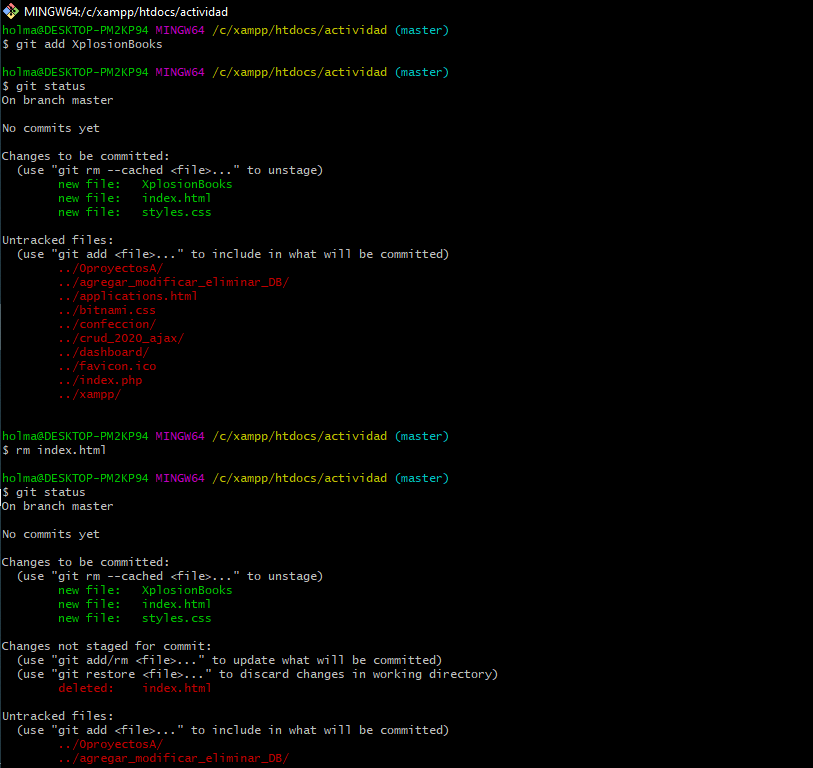 MINGW64:/c/xampp/htdocs/actividad
holma@DESKTOP-PM2KP94 MINGW64 /c/xampp/htdocs/actividad (master)
$ git add XplosionBooks
holma@DESKTOP-PM2KP94 MINGW64 /c/xampp/htdocs/actividad (master)
$ git status
On branch master
No commits yet
Changes to be committed:
(use "git rm --cached <file>..." to unstage)
new file: XplosionBooks
new file: index.html
new file: styles.css
Untracked files:
(use "git add <file>..." to include in what will be committed)
../0proyectosA/
../agregar_modificar_eliminar_DB/
../applications.html
../bitnami.css
../confeccion/
../crud_2020_ajax/
../dashboard/
../favicon.ico
../index.php
../xampp/
holma@DESKTOP-PM2KP94 MINGW64 /c/xampp/htdocs/actividad (master)
$ rm index.html
holma@DESKTOP-PM2KP94 MINGW64 /c/xampp/htdocs/actividad (master)
$ git status
On branch master
No commits yet
Changes to be committed:
(use "git rm --cached <file>..." to unstage)
new file: XplosionBooks
new file: index.html
new file: styles.css
Changes not staged for commit:
(use "git add/rm <file>..." to update what will be committed)
(use "git restore <file>..." to discard changes in working directory)
deleted: index.html
Untracked files:
(use "git add <file>..." to include in what will be committed)
../0proyectosA/
../agregar_modificar_eliminar_DB/